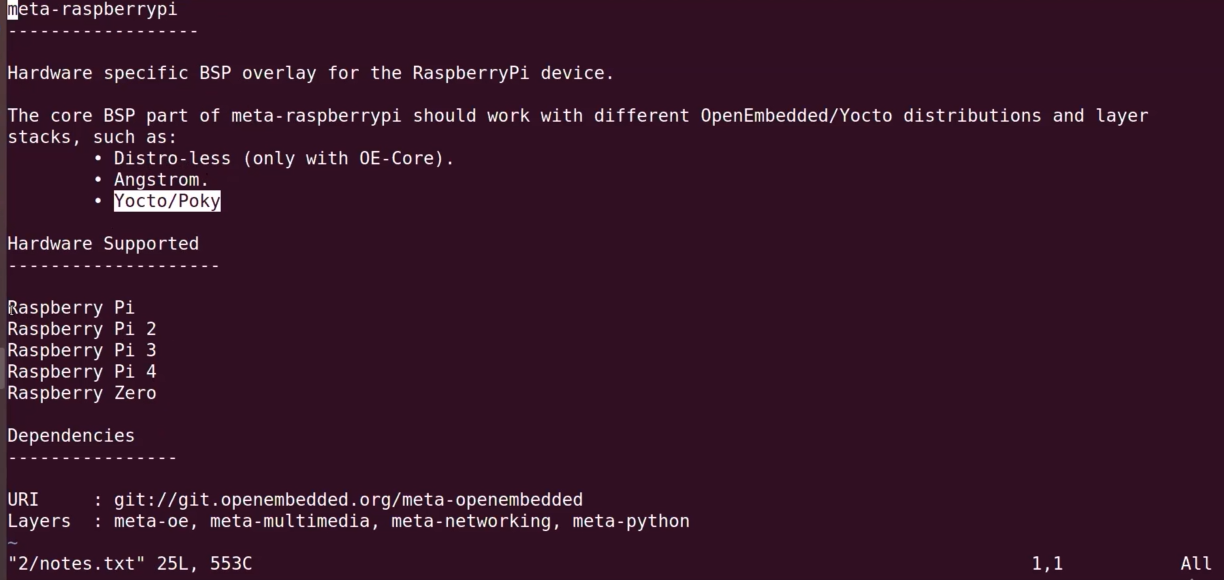 meta-raspberrypi
------------------
Hardware specific BSP overlay for the RaspberryPi device.
The core BSP part of meta-raspberrypi should work with different OpenEmbedded/Yocto distributions and layer
stacks, such as:
• Distro-less (only with OE-Core).
• Angstrom.
• Yocto/Poky
Hardware Supported
--------------------
Raspberry Pi
Raspberry Pi 2
Raspberry Pi 3
Raspberry Pi 4
Raspberry Zero
Dependencies
----------------
URI     : git://git.openembedded.org/meta-openembedded
Layers  : meta-oe, meta-multimedia, meta-networking, meta-python
~
"2/notes.txt" 25L, 553C 1,1 All